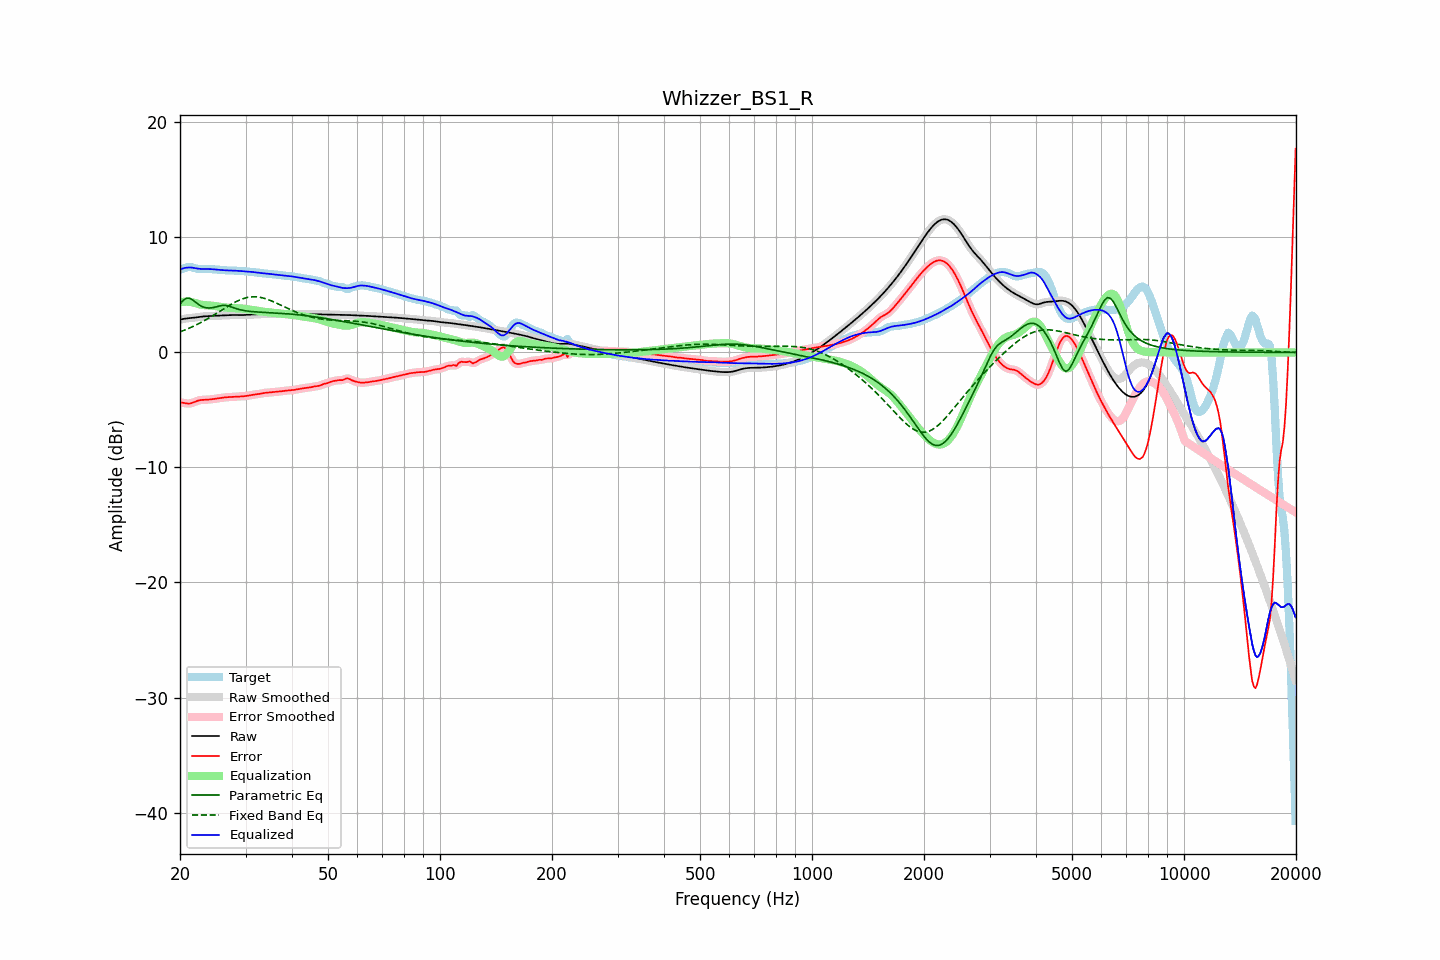 Whizzer_BS1_R
20
10
0
−10
−20
−30
−40
Amplitude (dBr)
Target
Raw Smoothed
Error Smoothed
Raw
Error
Equalization
Parametric Eq
Fixed Band Eq
Equalized
20
50
100
200
500
1000
2000
5000
10000
20000
Frequency (Hz)